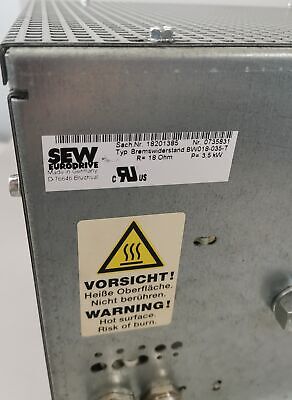 SEW
EURODRIVE
Made in Germany
D-76646 Bruchsal
Sach.Nr. 18201385 Nr. 0735831
Typ Bremswiderstand BW018-035-T
R= 18 Ohm P= 3.5 kW
C RU US
VORSICHT!
Heiße Oberfläche.
Nicht berühren.
WARNING!
Hot surface.
Risk of burn.